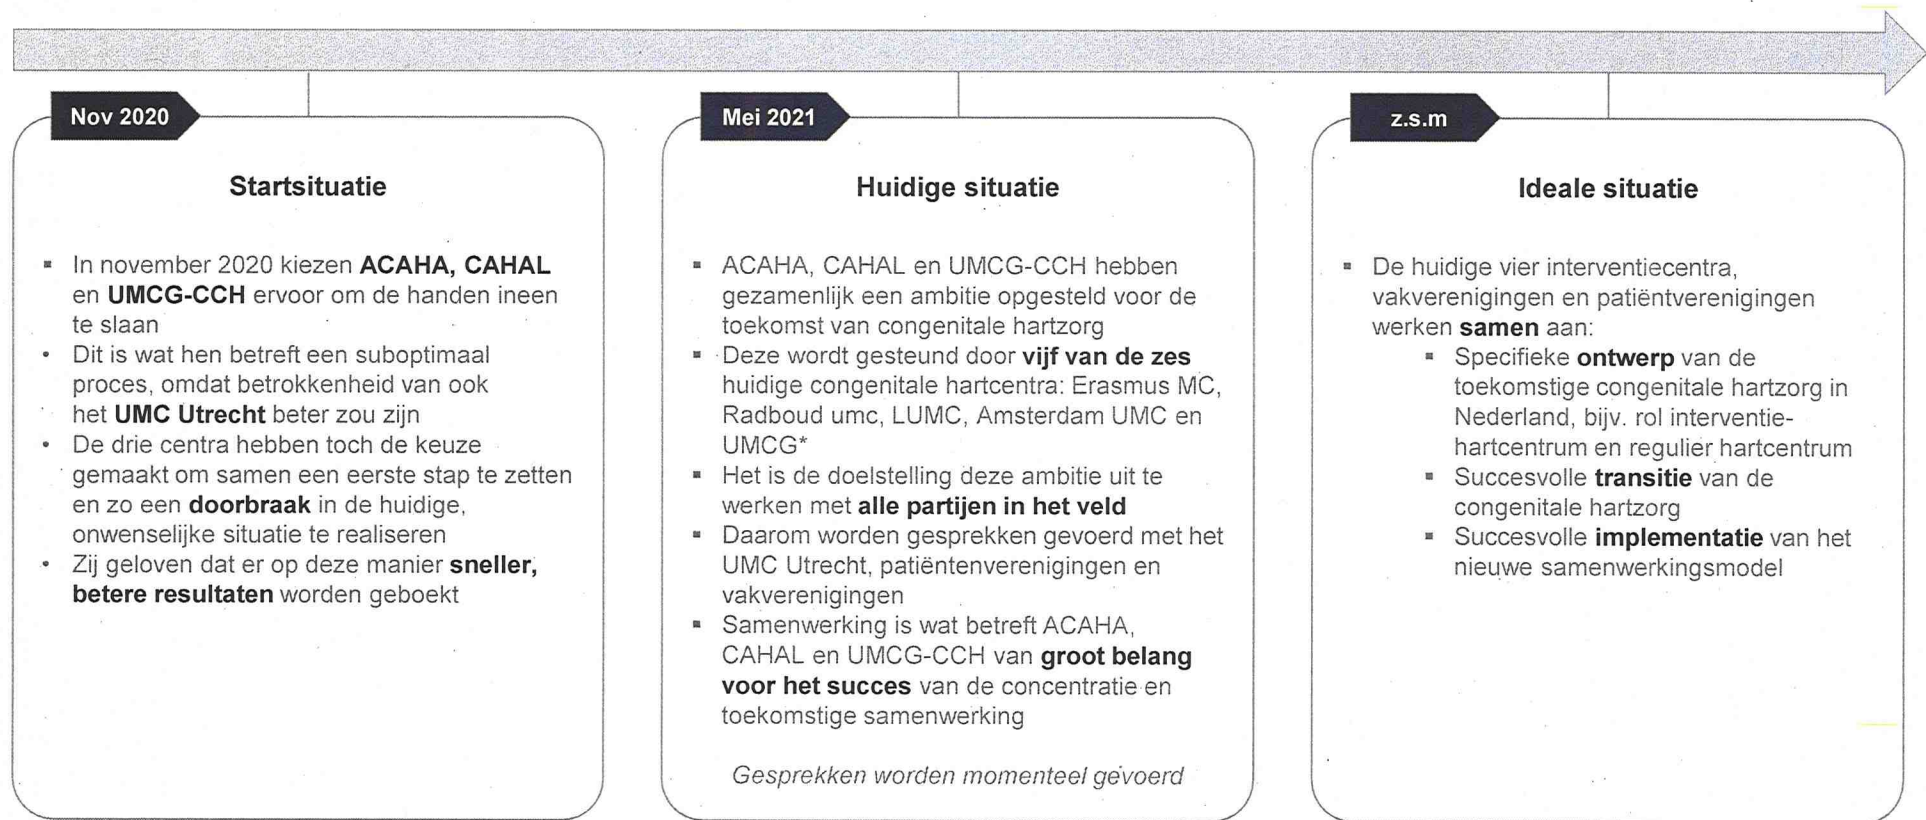 Nov 2020
Startsituatie
▪ In november 2020 kiezen ACAHA, CAHAL
en UMCG-CCH ervoor om de handen ineen
te slaan
• Dit is wat hen betreft een suboptimaal
proces, omdat betrokkenheid van ook
het UMC Utrecht beter zou zijn
• De drie centra hebben toch de keuze
gemaakt om samen een eerste stap te zetten
en zo een doorbraak in de huidige,
onwenselijke situatie te realiseren
• Zij geloven dat er op deze manier sneller,
betere resultaten worden geboekt
Mei 2021
Huidige situatie
▪ ACAHA, CAHAL en UMCG-CCH hebben
gezamenlijk een ambitie opgesteld voor de
toekomst van congenitale hartzorg
▪ Deze wordt gesteund door vijf van de zes
huidige congenitale hartcentra: Erasmus MC,
Radboud umc, LUMC, Amsterdam UMC en
UMCG*
▪ Het is de doelstelling deze ambitie uit te
werken met alle partijen in het veld
▪ Daarom worden gesprekken gevoerd met het
UMC Utrecht, patiëntenverenigingen en
vakverenigingen
▪ Samenwerking is wat betreft ACAHA,
CAHAL en UMCG-CCH van groot belang
voor het succes van de concentratie en
toekomstige samenwerking
Gesprekken worden momenteel gevoerd
z.s.m
Ideale situatie
▪ De huidige vier interventiecentra,
vakverenigingen en patiëntverenigingen
werken samen aan:
▪ Specifieke ontwerp van de
toekomstige congenitale hartzorg in
Nederland, bijv. rol interventie-
hartcentrum en regulier hartcentrum
▪ Succesvolle transitie van de
congenitale hartzorg
▪ Succesvolle implementatie van het
nieuwe samenwerkingsmodel